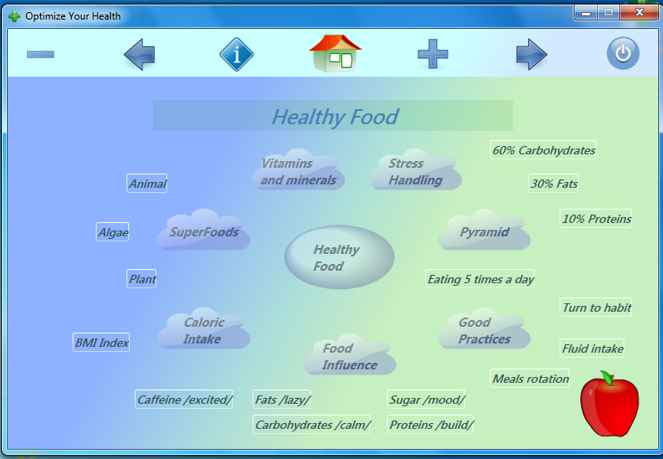 Optimize Your Health
Healthy Food
60% Carbohydrates
Vitamins
and minerals
Stress
Handling
Animal
30% Fats
10% Proteins
Algae
SuperFoods
Pyramid
Healthy
Food
Plant
Eating 5 times a day
Turn to habit
Caloric
Intake
Good
Practices
BMI Index
Food
Influence
Fluid intake
Meals rotation
Caffeine /excited/
Fats /lazy/
Sugar /mood/
Carbohydrates /calm/
Proteins /build/